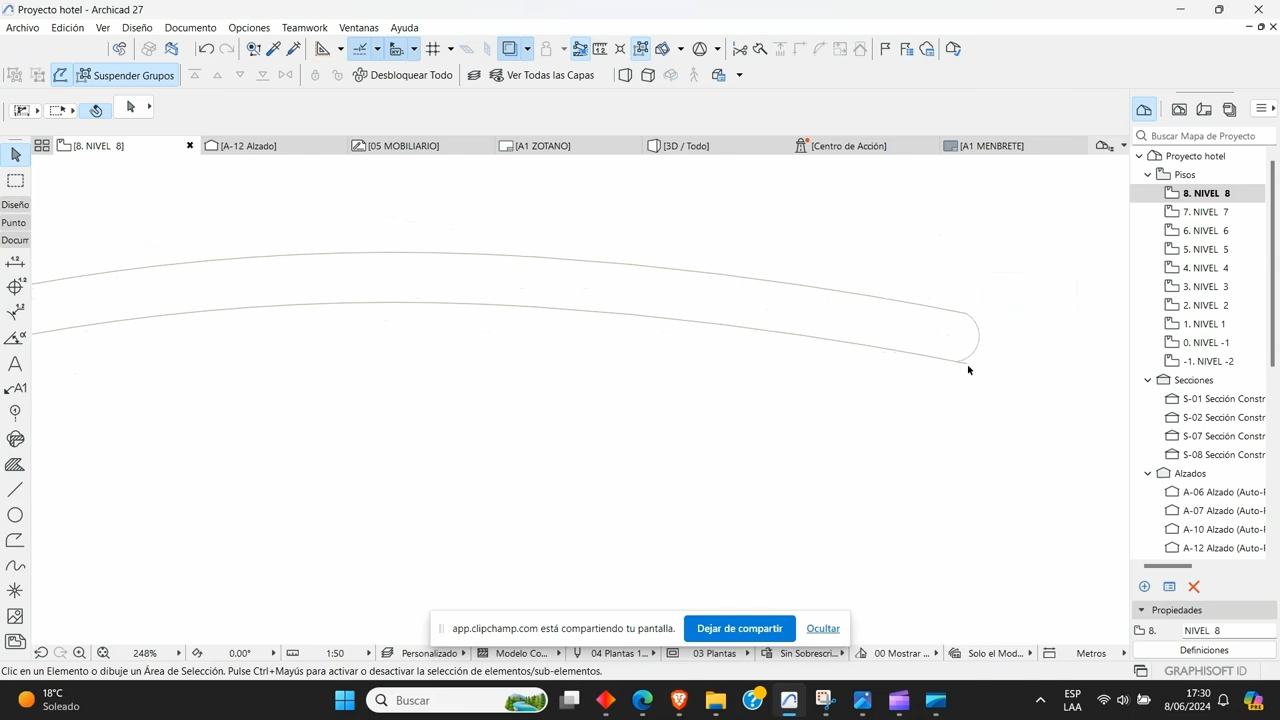 Proyecto hotel - Archicad 27
Archivo Edición Ver Diseño Documento Opciones Teamwork Ventanas Ayuda
Suspender Grupos
Desbloquear Todo
Ver Todas las Capas
[8. NIVEL 8]
[A-12 Alzado]
[05 MOBILIARIO]
[A1 ZOTANO]
[3D / Todo]
[Centro de Acción]
[A1 MENBRETE]
Diseño
Punto
Docum
A1
Buscar Mapa de Proyecto
Proyecto hotel
Pisos
8. NIVEL 8
7. NIVEL 7
6. NIVEL 6
5. NIVEL 5
4. NIVEL 4
3. NIVEL 3
2. NIVEL 2
1. NIVEL 1
0. NIVEL -1
-1. NIVEL -2
Secciones
S-01 Sección Constr
S-02 Sección Constr
S-07 Sección Constr
S-08 Sección Constr
Alzados
A-06 Alzado (Auto-
A-07 Alzado (Auto-
A-10 Alzado (Auto-
A-12 Alzado (Auto-
Propiedades
8. NIVEL 8
Definiciones
GRAPHISOFT ID
app.clipchamp.com está compartiendo tu pantalla. Dejar de compartir Ocultar
248% 0.00° 1:50 Personalizado Modelo Co... 04 Plantas 1... 03 Plantas Sin Sobrescri... 00 Mostrar ... Solo el Mod... Metros
Clic en un Elemento o dibuje un Área de Selección. Pulse Ctrl+Mayús para activar o desactivar la selección de elementos/sub-elementos.
18°C
Soleado
Buscar
ESP
LAA
17:30
8/06/2024